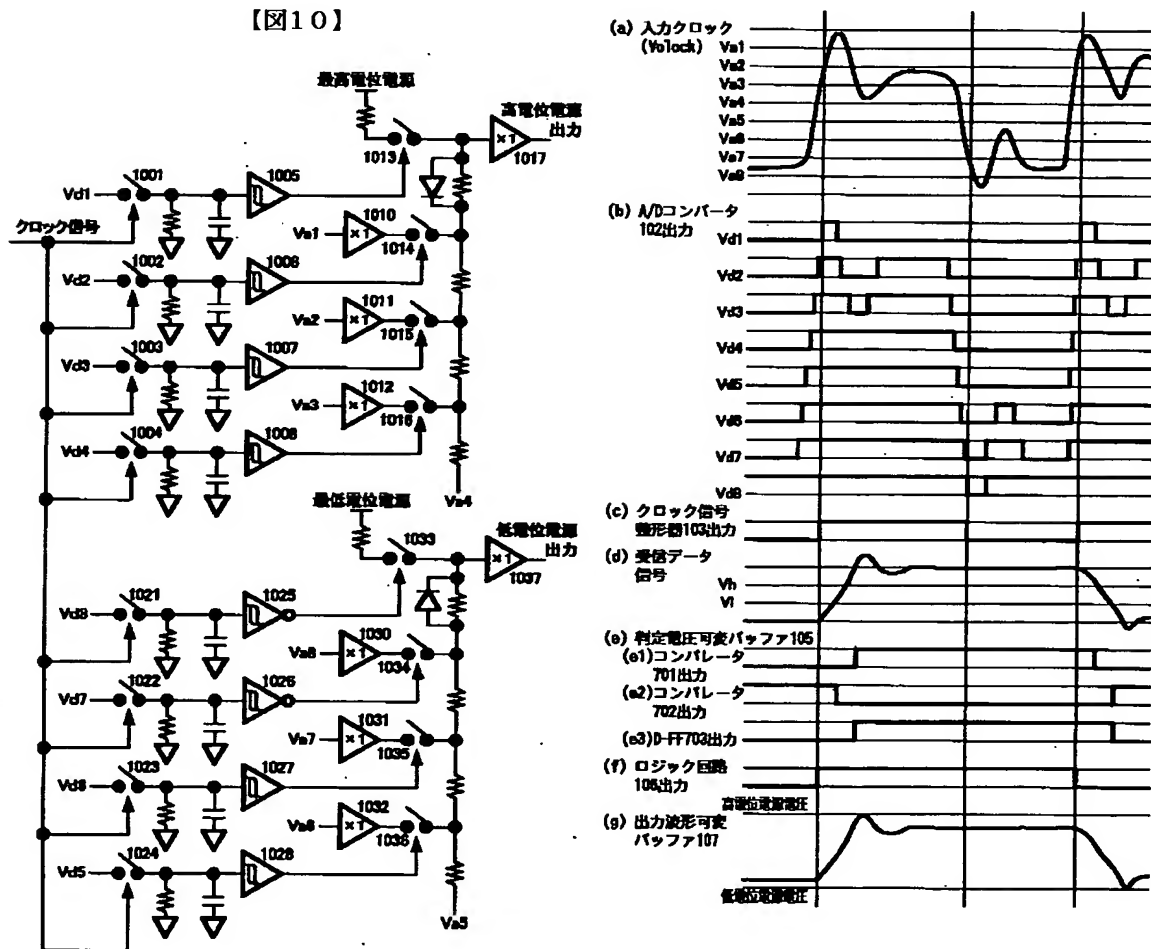 【図10】
最高電位電源
高電位電源
出力
1013
×1
1017
Vd1
1001
1005
クロック信号
Va1
×1
1010
1014
Vd2
1002
1006
Va2
×1
1011
1015
Vd3
1003
1007
Va3
×1
1012
1016
Vd4
1004
1008
Va4
最低電位電源
低電位電源
出力
1033
×1
1037
Vd8
1021
1025
Va8
×1
1030
1034
Vd7
1022
1026
Va7
×1
1031
1035
Vd6
1023
1027
Va6
×1
1032
1036
Vd5
1024
1028
Va5
(a) 入力クロック
(Vclock)
Va1
Va2
Va3
Va4
Va5
Va6
Va7
Va8
(b) A/Dコンバータ
102出力
Vd1
Vd2
Vd3
Vd4
Vd5
Vd6
Vd7
Vd8
(c) クロック信号
整形器103出力
(d) 受信データ
信号
Vh
Vl
(e) 判定電圧可変バッファ105
(e1)コンパレータ
701出力
(e2)コンパレータ
702出力
(e3)D-FF703出力
(f) ロジック回路
106出力
高電位電源電圧
(g) 出力波形可変
バッファ107
低電位電源電圧